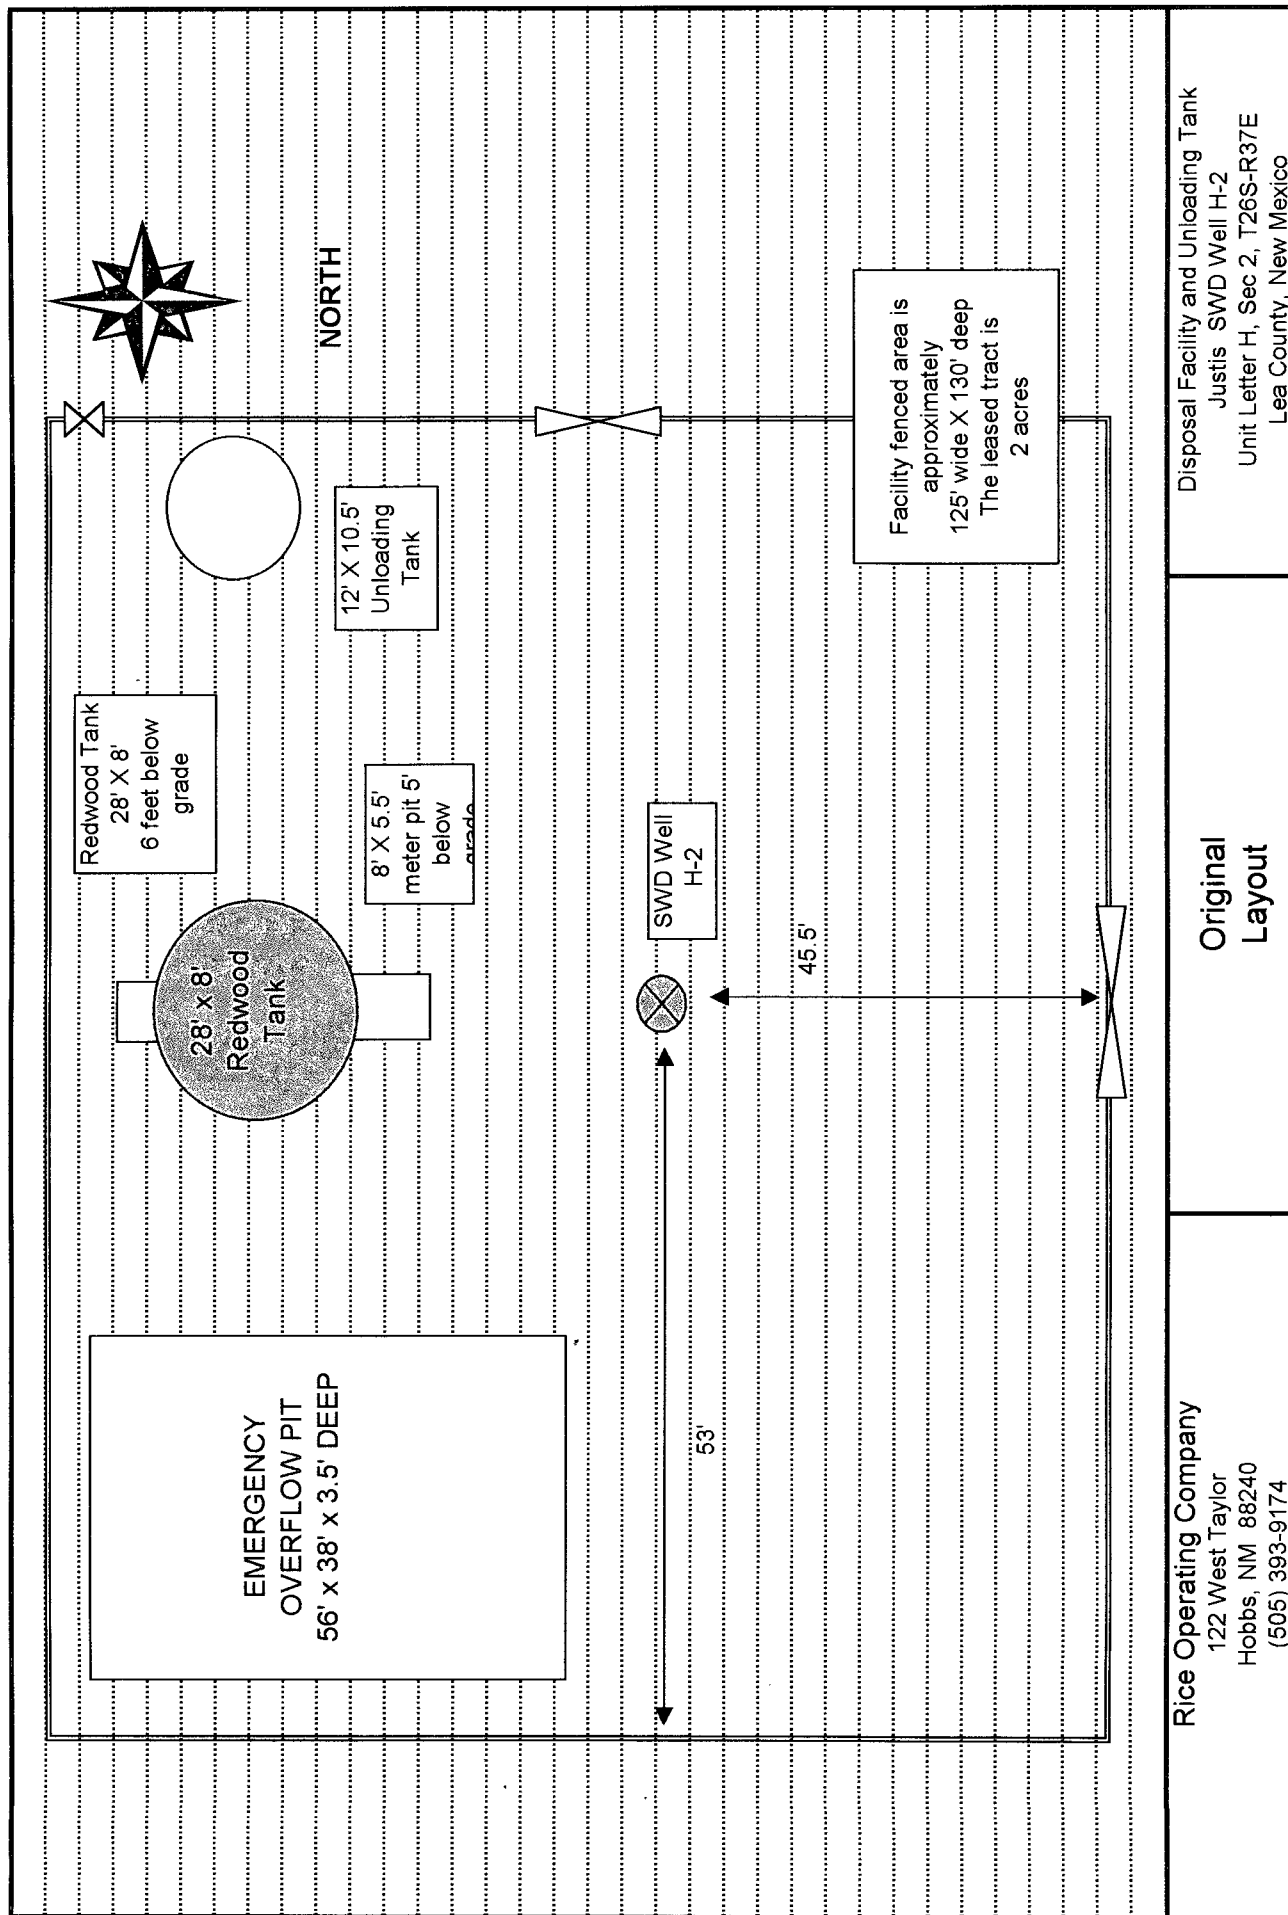 EMERGENCY
OVERFLOW PIT
56' x 38' x 3.5' DEEP
28' x 8'
Redwood
Tank
Redwood Tank
28' X 8'
6 feet below
grade
8' X 5.5'
meter pit 5'
below
grade
12' X 10.5'
Unloading
Tank
NORTH
SWD Well
H-2
53'
45.5'
Facility fenced area is
approximately
125' wide X 130' deep
The leased tract is
2 acres
Rice Operating Company
122 West Taylor
Hobbs, NM 88240
(505) 393-9174
Original
Layout
Disposal Facility and Unloading Tank
Justis SWD Well H-2
Unit Letter H, Sec 2, T26S-R37E
Lea County, New Mexico